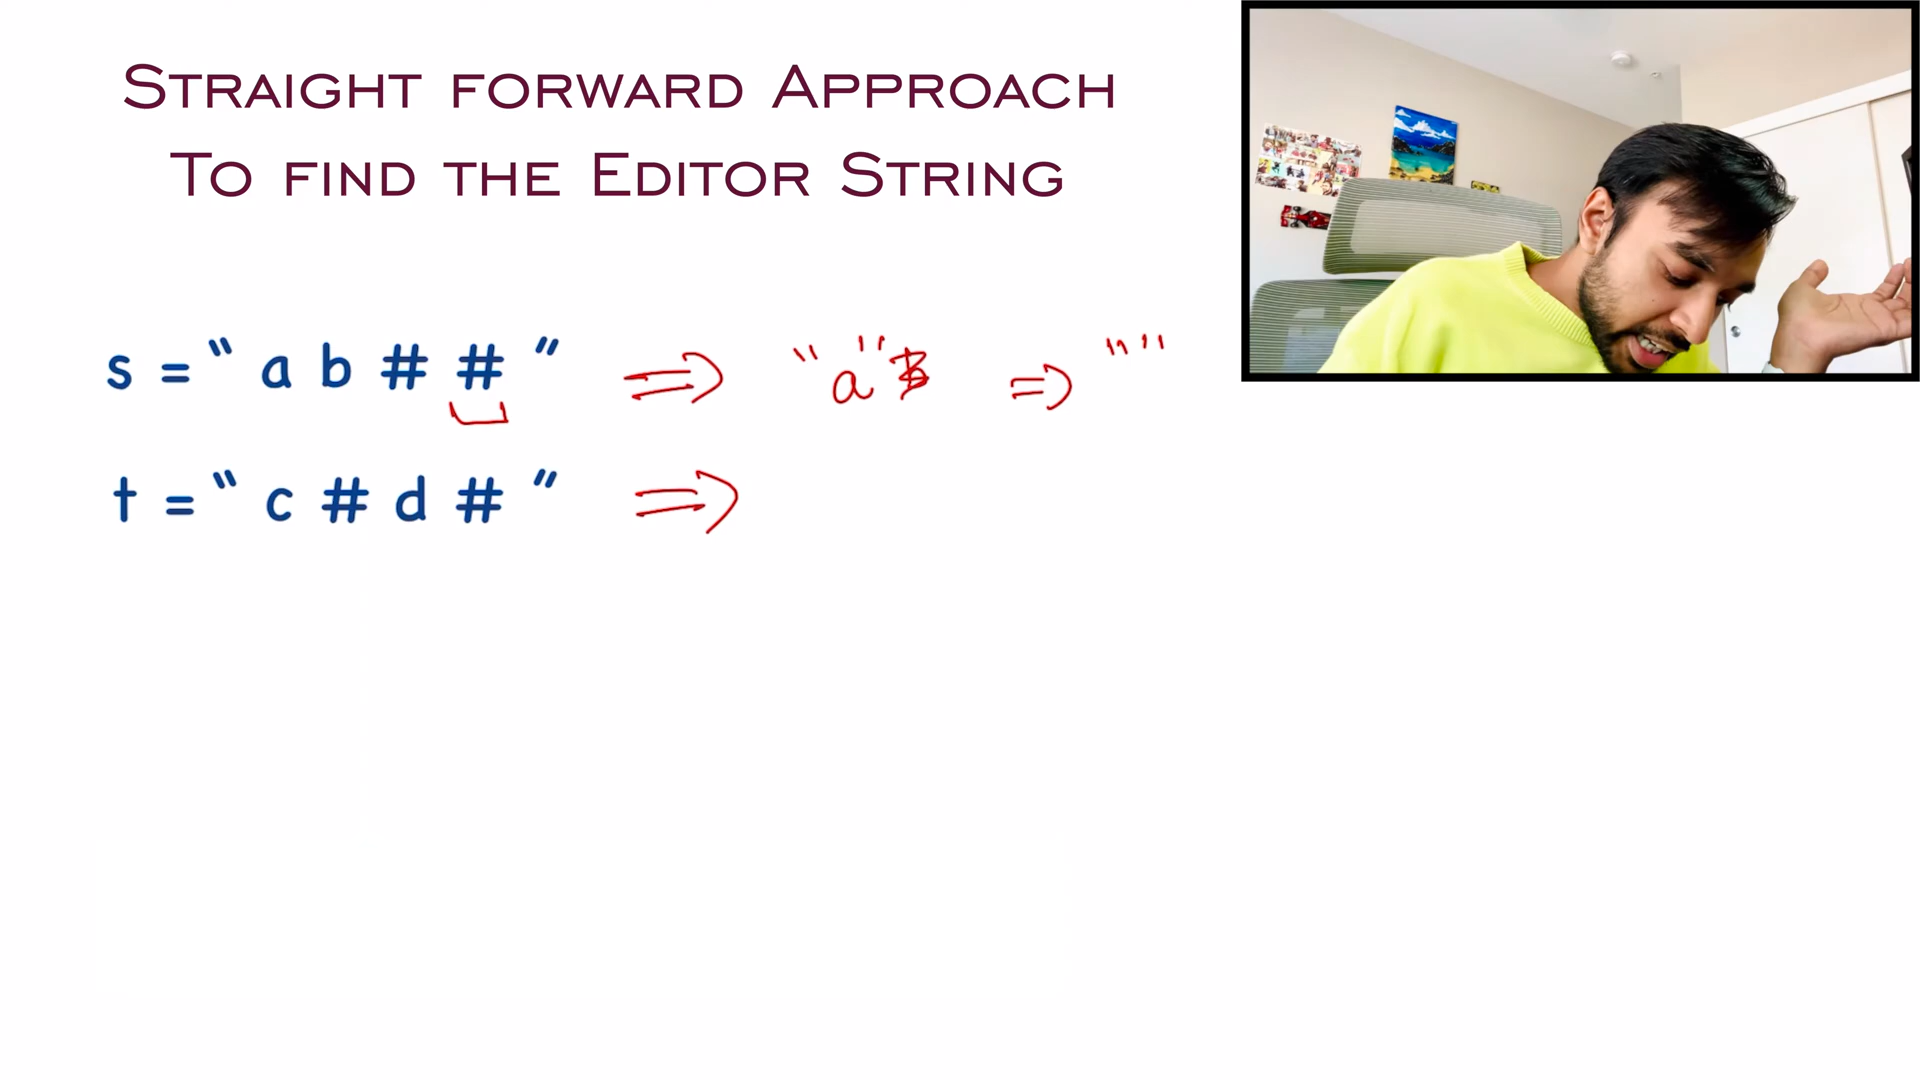 Straight forward Approach
To find the Editor String
s = " a b # # " => "a" => ""
t = " c # d # " =>